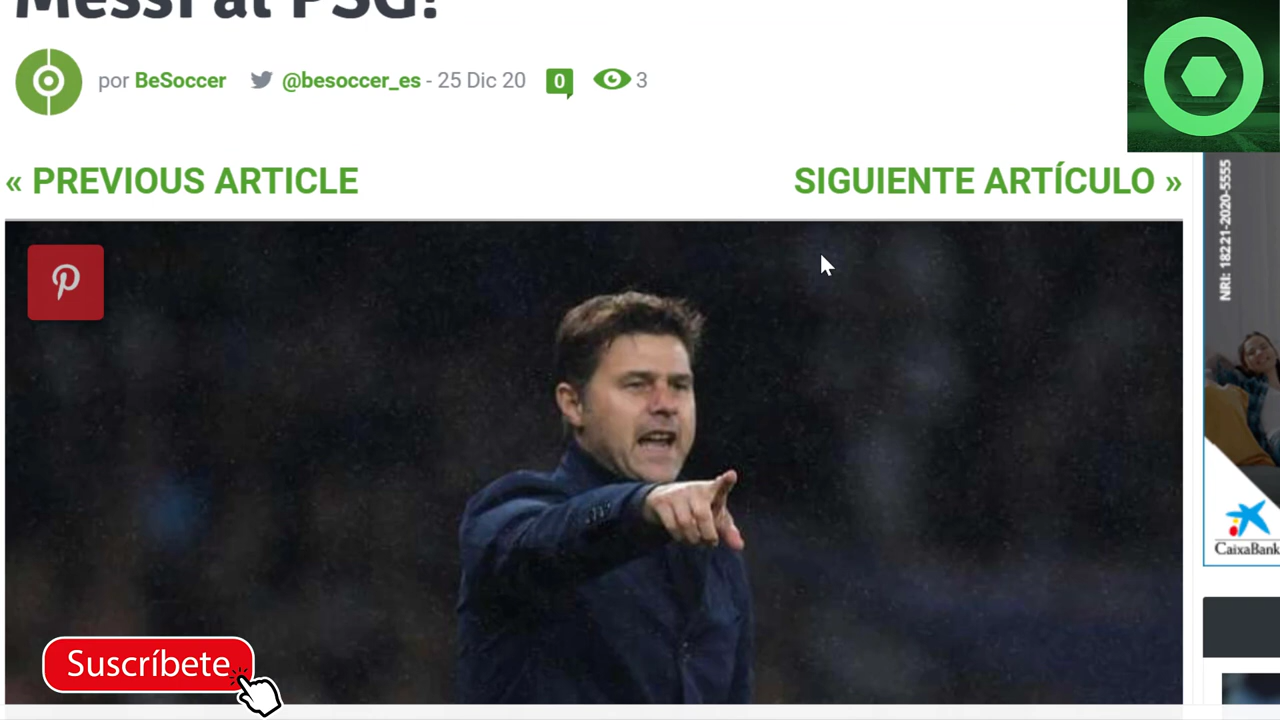 Messi al PSG!
por BeSoccer @besoccer_es - 25 Dic 20 0 3
« PREVIOUS ARTICLE
SIGUIENTE ARTÍCULO »
NRI: 18221-2020-5555
CaixaBank
Suscríbete